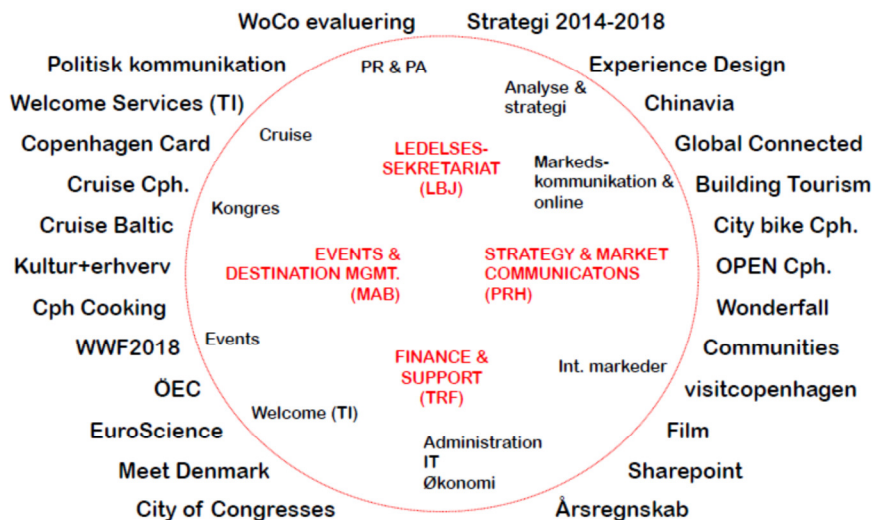 WoCo evaluering
Strategi 2014-2018
Politisk kommunikation
PR & PA
Experience Design
Welcome Services (TI)
Analyse &
strategi
Chinavia
Copenhagen Card
Cruise
LEDELSES-
SEKRETARIAT
(LBJ)
Markeds-
kommunikation &
online
Global Connected
Cruise Cph.
Building Tourism
Cruise Baltic
Kongres
City bike Cph.
Kultur+erhverv
EVENTS &
DESTINATION MGMT.
(MAB)
STRATEGY & MARKET
COMMUNICATONS
(PRH)
OPEN Cph.
Cph Cooking
Wonderfall
WWF2018
Events
FINANCE &
SUPPORT
(TRF)
Int. markeder
Communities
ÖEC
visitcopenhagen
EuroScience
Welcome (TI)
Film
Meet Denmark
Administration
IT
Økonomi
Sharepoint
City of Congresses
Årsregnskab